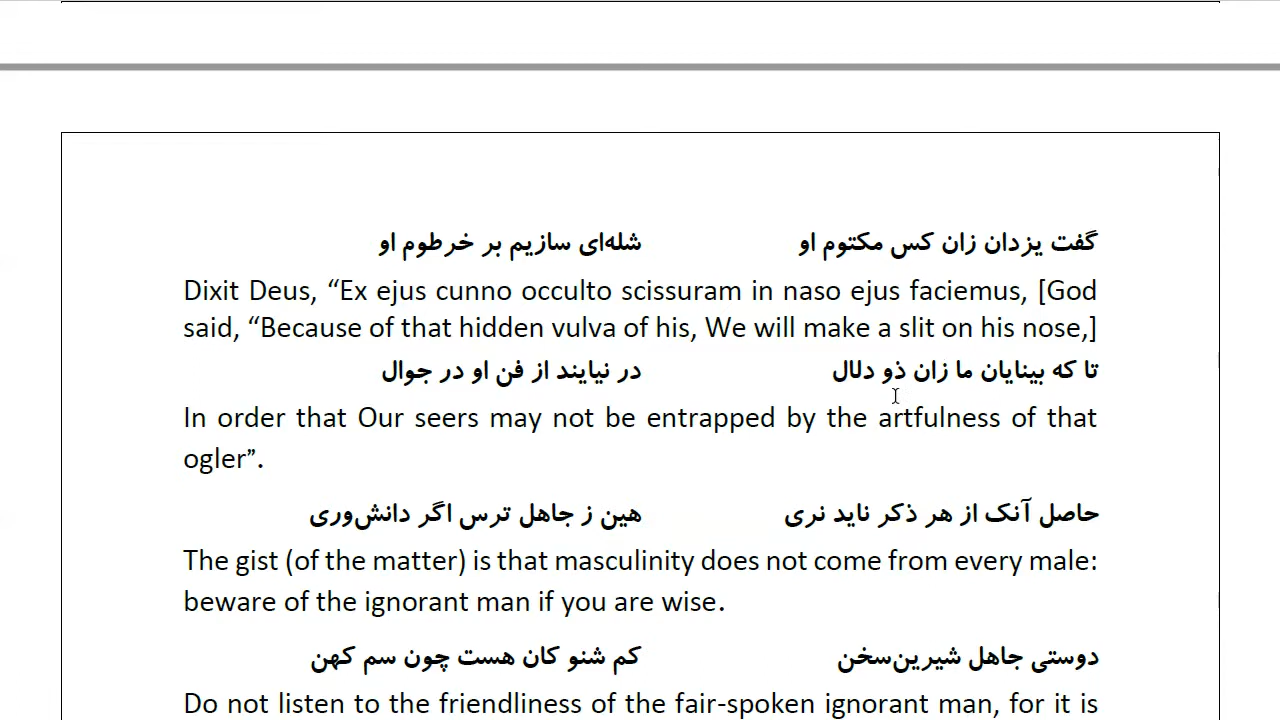 گفت یزدان زان کس مکتوم او شله‌ای سازیم بر خرطوم او
Dixit Deus, “Ex ejus cunno occulto scissuram in naso ejus faciemus, [God
said, “Because of that hidden vulva of his, We will make a slit on his nose,]
تا که بینایان ما زان ذو دلال در نیایند از فن او در جوال
In order that Our seers may not be entrapped by the artfulness of that
ogler”.
حاصل آنک از هر ذکر ناید نری هین ز جاهل ترس اگر دانش‌وری
The gist (of the matter) is that masculinity does not come from every male:
beware of the ignorant man if you are wise.
دوستی جاهل شیرین‌سخن کم شنو کان هست چون سم کهن
Do not listen to the friendliness of the fair-spoken ignorant man, for it is